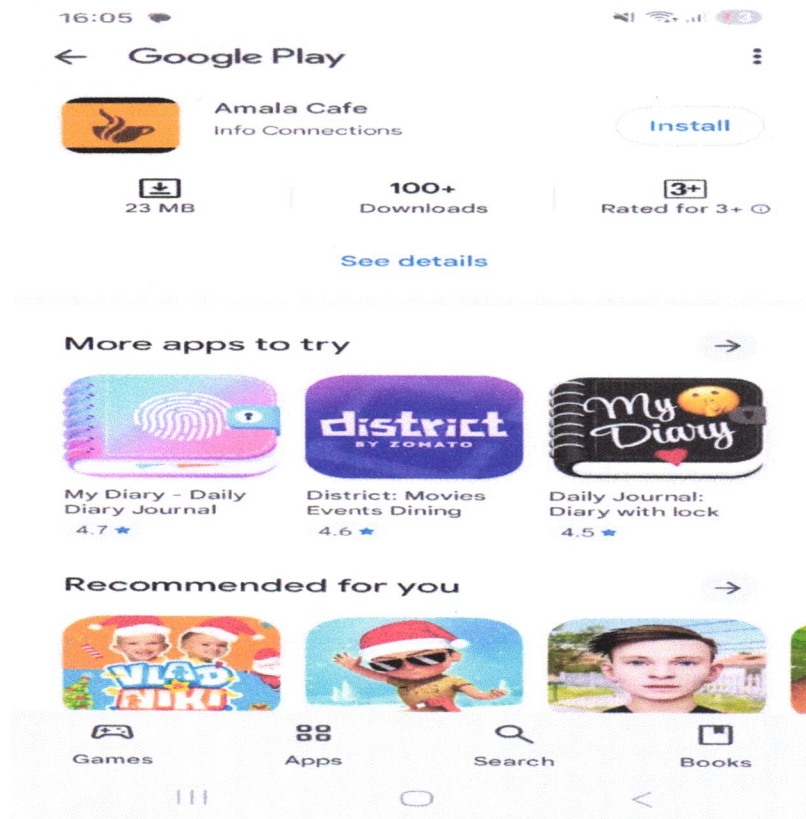 16:05
Google Play
Amala Cafe
Info Connections
Install
23 MB
100+
Downloads
3+
Rated for 3+
See details
More apps to try
district
BY ZOMATO
My
Diary
My Diary - Daily
Diary Journal
4.7 ★
District: Movies
Events Dining
4.6 ★
Daily Journal:
Diary with lock
4.5 ★
Recommended for you
VLAD
NIKI
Games
Apps
Search
Books